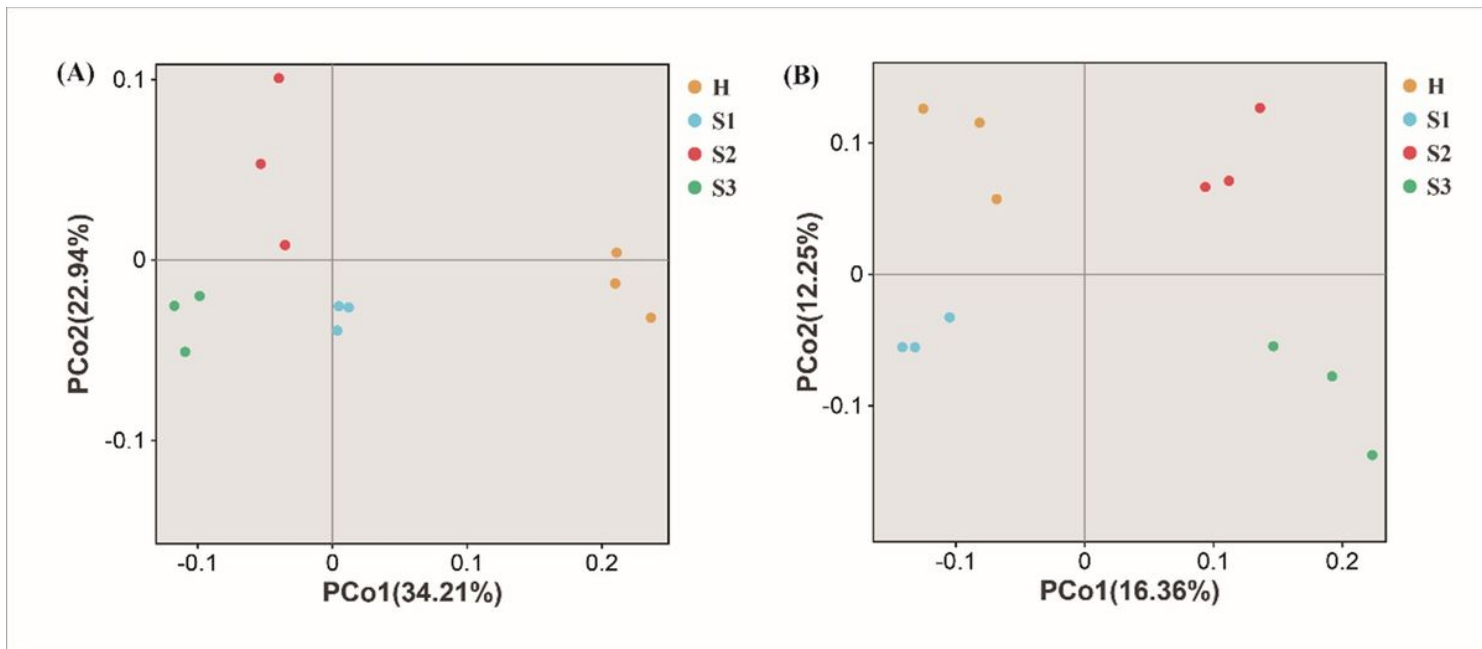 (A)
0.1
0
-0.1
PCo2(22.94%)
-0.1
0
0.1
0.2
PCo1(34.21%)
H
S1
S2
S3
(B)
0.1
0
-0.1
PCo2(12.25%)
-0.1
0
0.1
0.2
PCo1(16.36%)
H
S1
S2
S3